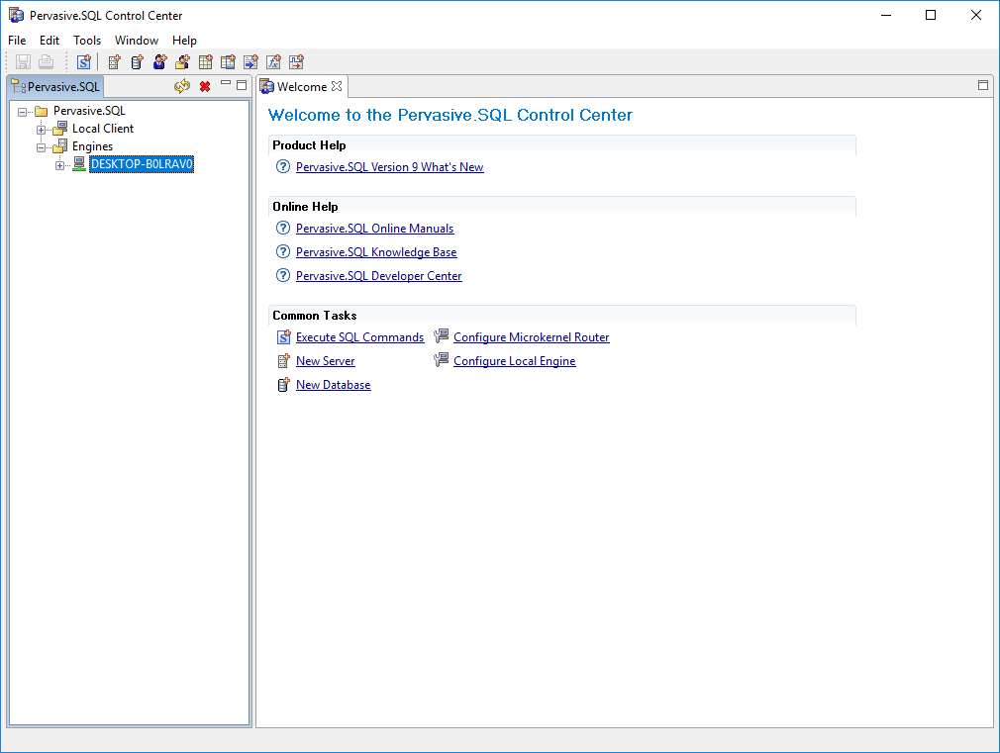 Pervasive.SQL Control Center
File Edit Tools Window Help
Pervasive.SQL
Pervasive.SQL
Local Client
Engines
DESKTOP-B0LRAV0
Welcome
Welcome to the Pervasive.SQL Control Center
Product Help
Pervasive.SQL Version 9 What's New
Online Help
Pervasive.SQL Online Manuals
Pervasive.SQL Knowledge Base
Pervasive.SQL Developer Center
Common Tasks
Execute SQL Commands Configure Microkernel Router
New Server Configure Local Engine
New Database